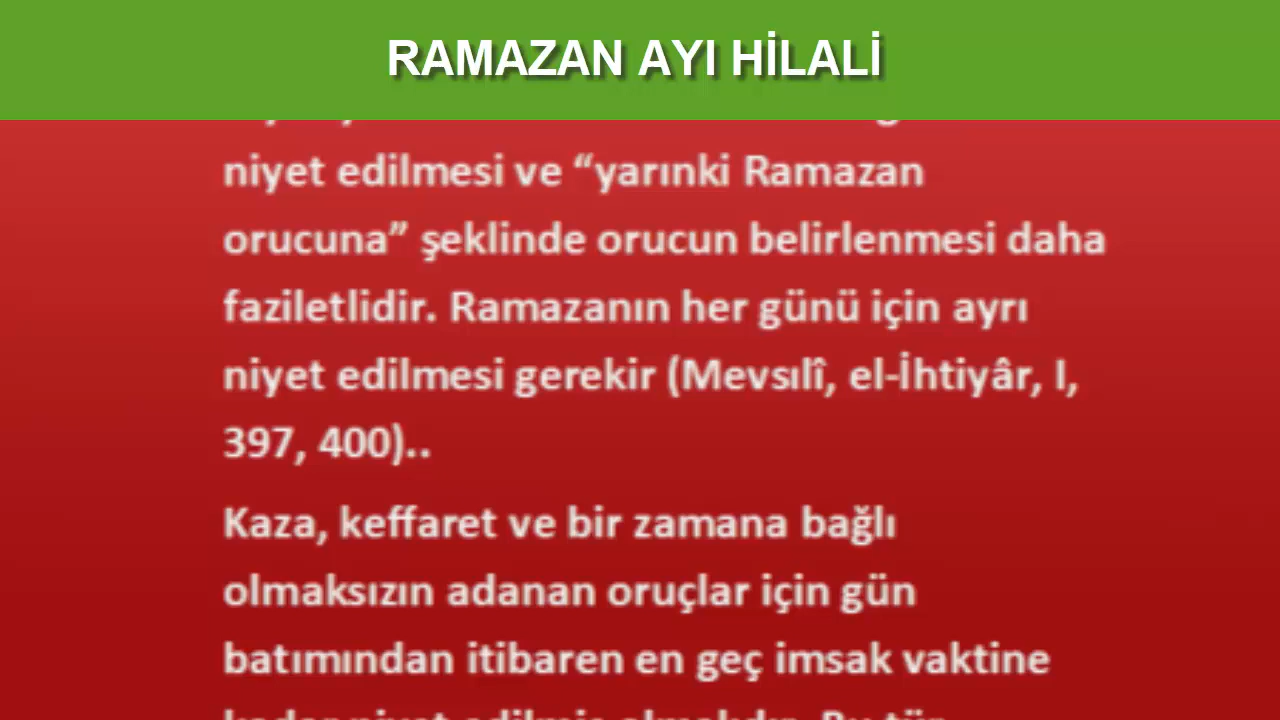 RAMAZAN AYI HİLALİ
niyet edilmesi ve “yarınki Ramazan
orucuna” şeklinde orucun belirlenmesi daha
faziletlidir. Ramazanın her günü için ayrı
niyet edilmesi gerekir (Mevsılî, el-İhtiyâr, I,
397, 400)..
Kaza, keffaret ve bir zamana bağlı
olmaksızın adanan oruçlar için gün
batımından itibaren en geç imsak vaktine